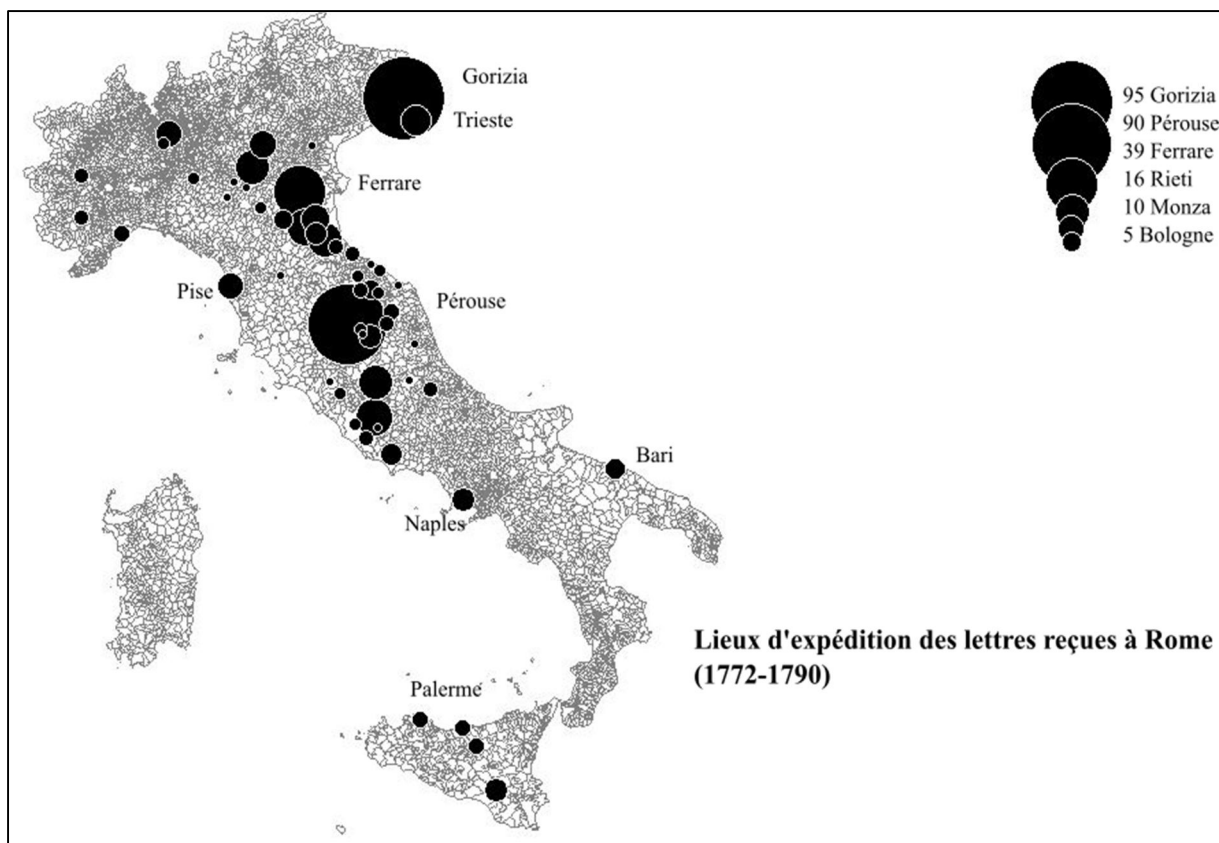 Gorizia
Trieste
Ferrare
Pise
Pérouse
Bari
Naples
Palerme
95 Gorizia
90 Pérouse
39 Ferrare
16 Rieti
10 Monza
5 Bologne
Lieux d'expédition des lettres reçues à Rome
(1772-1790)